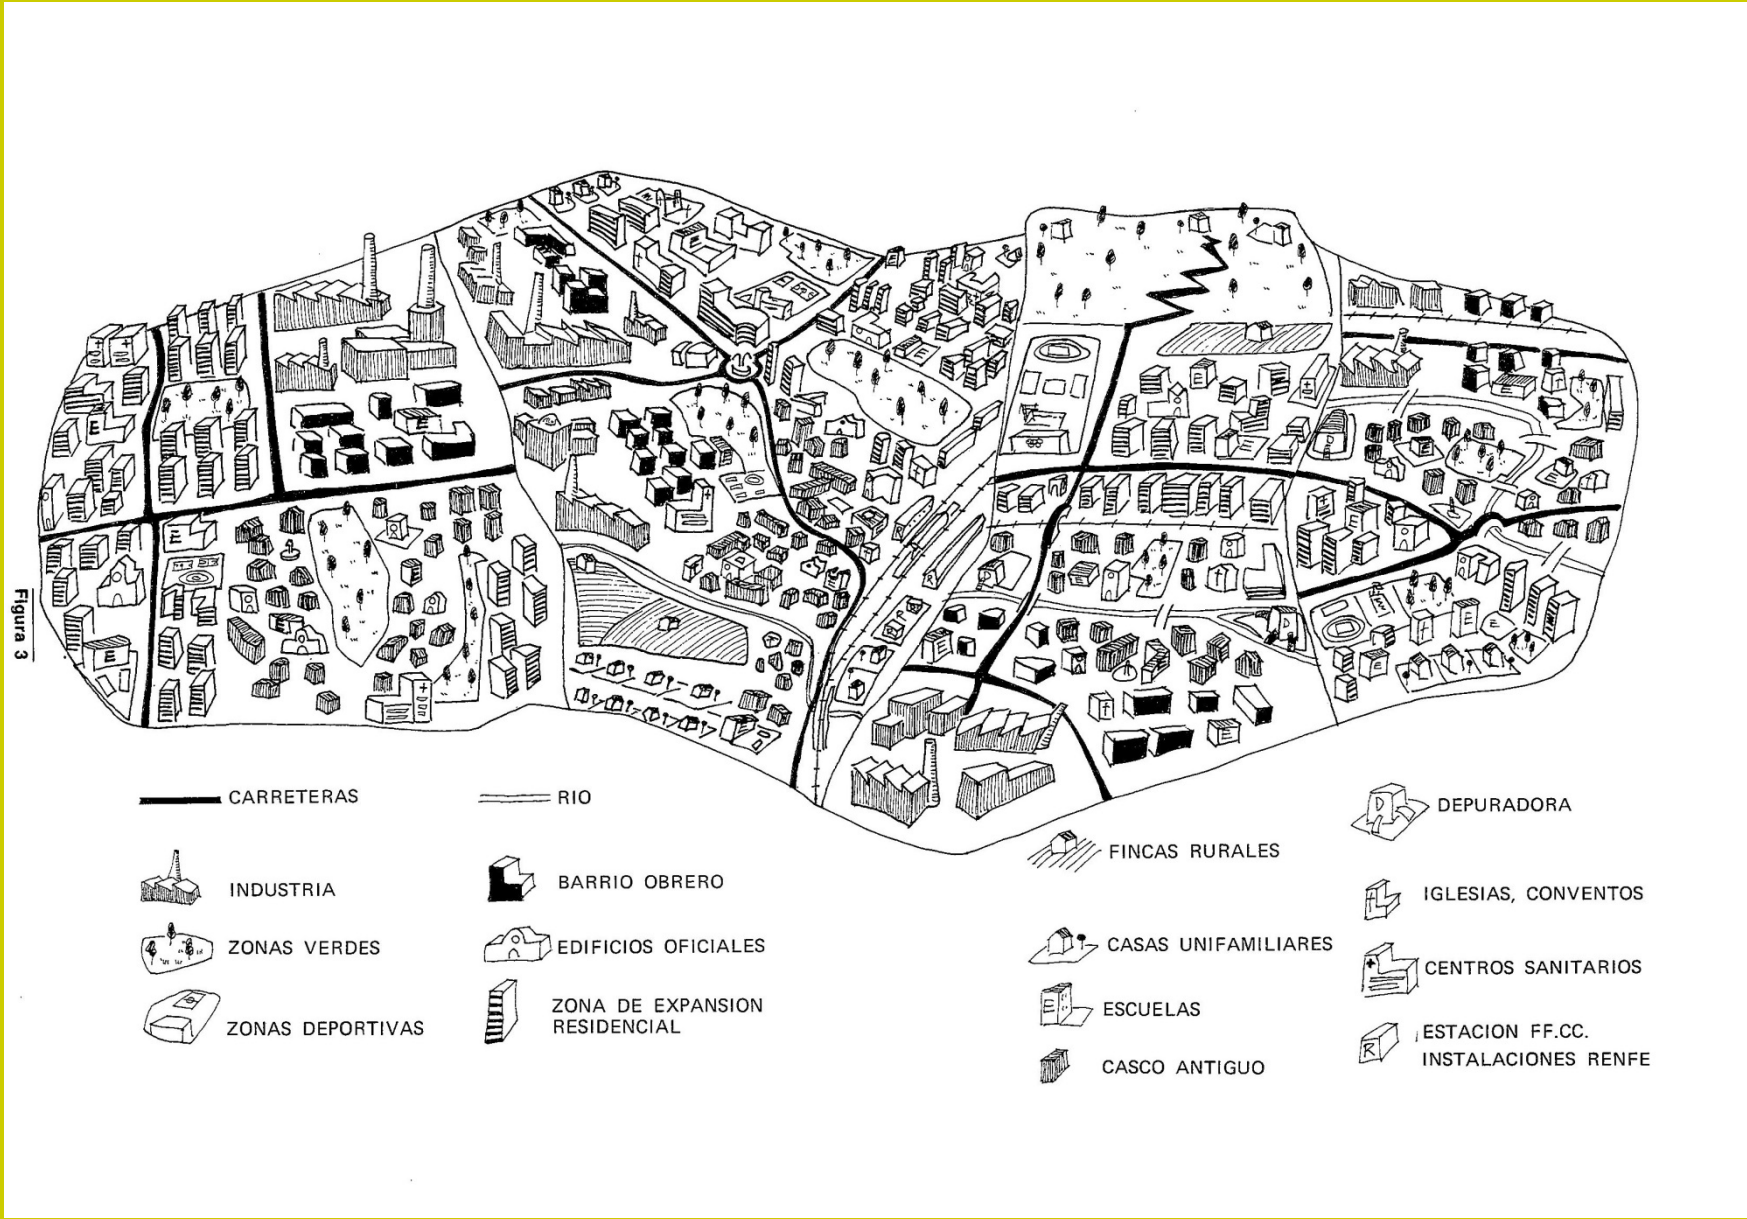 Figura 3
CARRETERAS
RIO
DEPURADORA
FINCAS RURALES
INDUSTRIA
BARRIO OBRERO
IGLESIAS, CONVENTOS
ZONAS VERDES
EDIFICIOS OFICIALES
CASAS UNIFAMILIARES
CENTROS SANITARIOS
ZONAS DEPORTIVAS
ZONA DE EXPANSION
RESIDENCIAL
ESCUELAS
ESTACION FF.CC.
INSTALACIONES RENFE
CASCO ANTIGUO
D
E
R